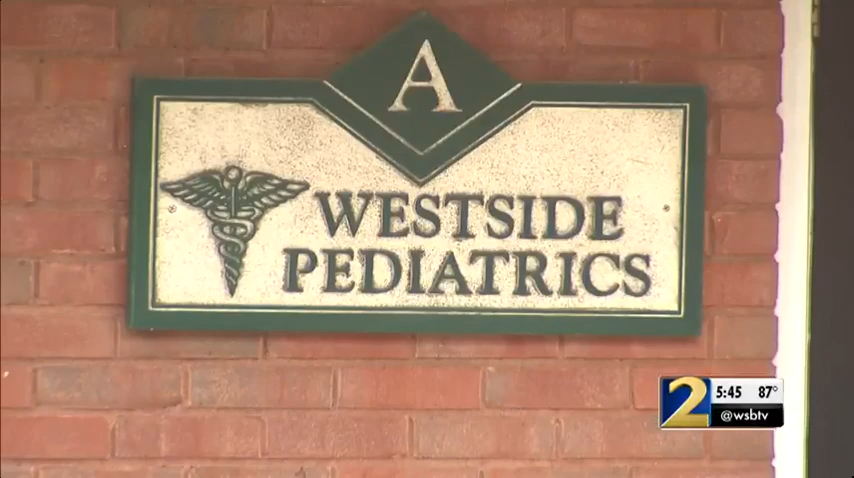 A
WESTSIDE
PEDIATRICS
2
5:45 87°
@wsbtv